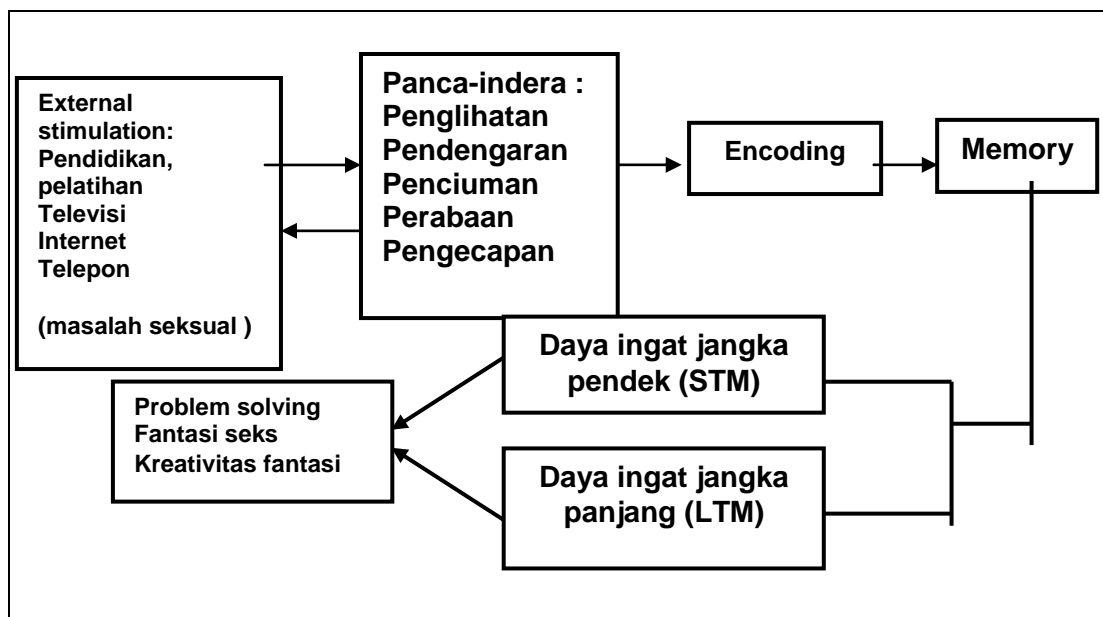 External
stimulation:
Pendidikan,
pelatihan
Televisi
Internet
Telepon
(masalah seksual )
Panca-indera :
Penglihatan
Pendengaran
Penciuman
Perabaan
Pengecapan
Encoding
Memory
Daya ingat jangka
pendek (STM)
Daya ingat jangka
panjang (LTM)
Problem solving
Fantasi seks
Kreativitas fantasi